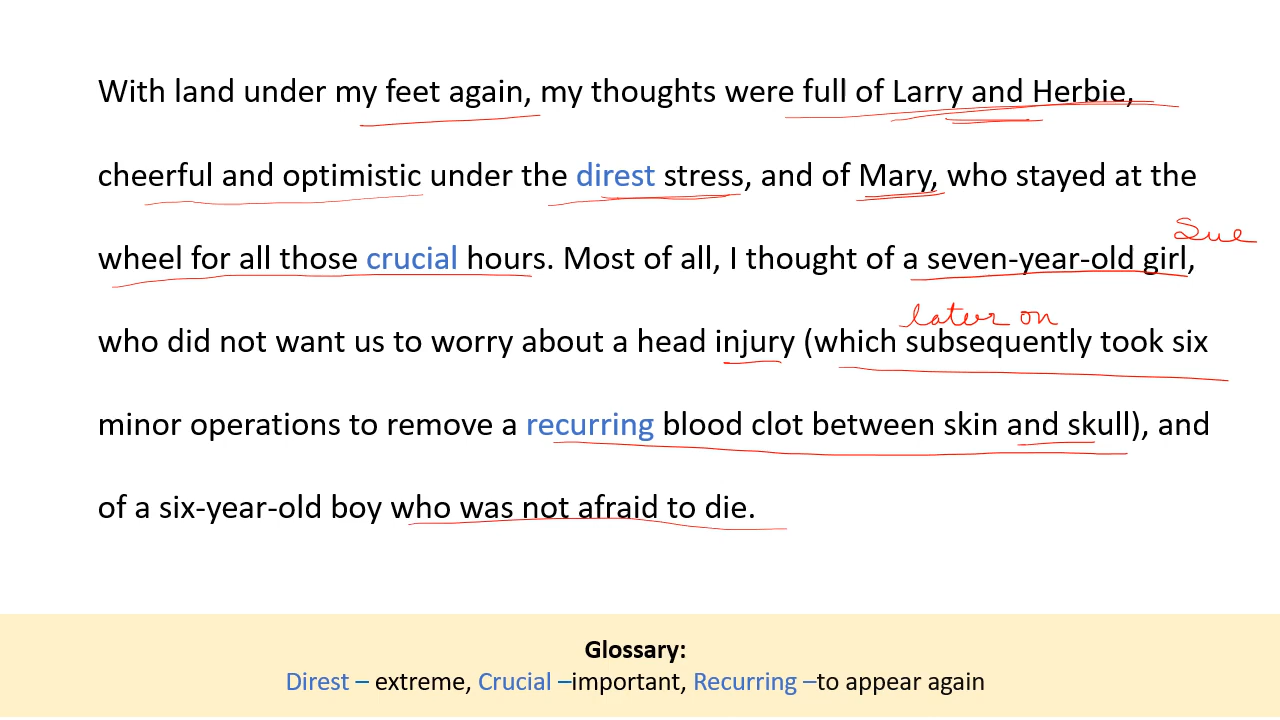 With land under my feet again, my thoughts were full of Larry and Herbie,
cheerful and optimistic under the direst stress, and of Mary, who stayed at the
Sue
wheel for all those crucial hours. Most of all, I thought of a seven-year-old girl,
later on
who did not want us to worry about a head injury (which subsequently took six
minor operations to remove a recurring blood clot between skin and skull), and
of a six-year-old boy who was not afraid to die.
Glossary:
Direst – extreme, Crucial –important, Recurring –to appear again